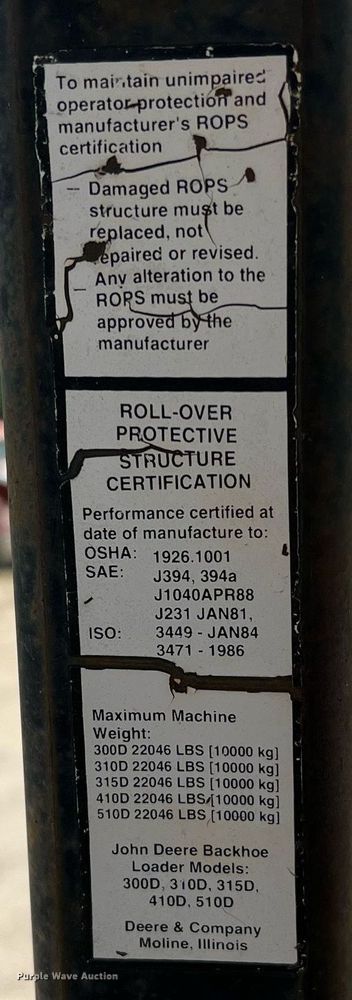 To maintain unimpaired
operator protection and
manufacturer's ROPS
certification
— Damaged ROPS
structure must be
replaced, not
repaired or revised.
— Any alteration to the
ROPS must be
approved by the
manufacturer
ROLL-OVER
PROTECTIVE
STRUCTURE
CERTIFICATION
Performance certified at
date of manufacture to:
OSHA: 1926.1001
SAE: J394, 394a
J1040APR88
J231 JAN81,
ISO: 3449 - JAN84
3471 - 1986
Maximum Machine
Weight:
300D 22046 LBS [10000 kg]
310D 22046 LBS [10000 kg]
315D 22046 LBS [10000 kg]
410D 22046 LBS [10000 kg]
510D 22046 LBS [10000 kg]
John Deere Backhoe
Loader Models:
300D, 310D, 315D,
410D, 510D
Deere & Company
Moline, Illinois
Purple Wave Auction